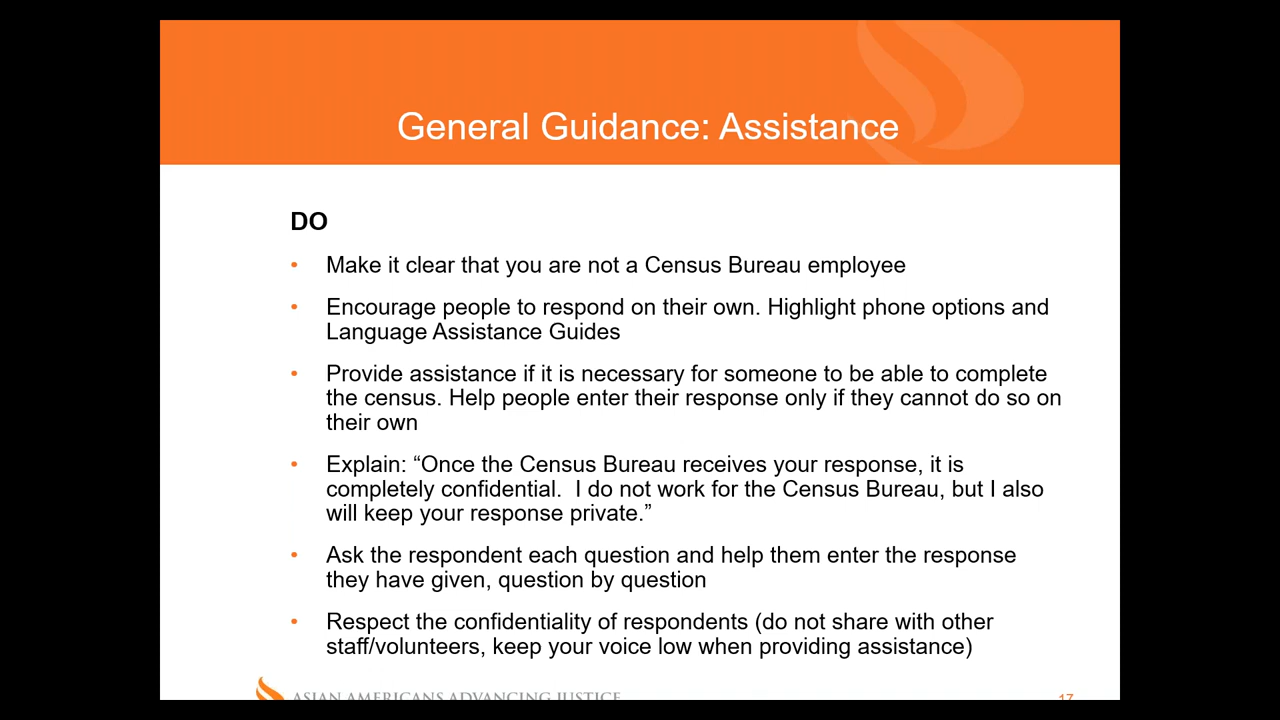 General Guidance: Assistance
DO
• Make it clear that you are not a Census Bureau employee
• Encourage people to respond on their own. Highlight phone options and
Language Assistance Guides
• Provide assistance if it is necessary for someone to be able to complete
the census. Help people enter their response only if they cannot do so on
their own
• Explain: “Once the Census Bureau receives your response, it is
completely confidential.  I do not work for the Census Bureau, but I also
will keep your response private.”
• Ask the respondent each question and help them enter the response
they have given, question by question
• Respect the confidentiality of respondents (do not share with other
staff/volunteers, keep your voice low when providing assistance)
ASIAN AMERICANS ADVANCING JUSTICE
17